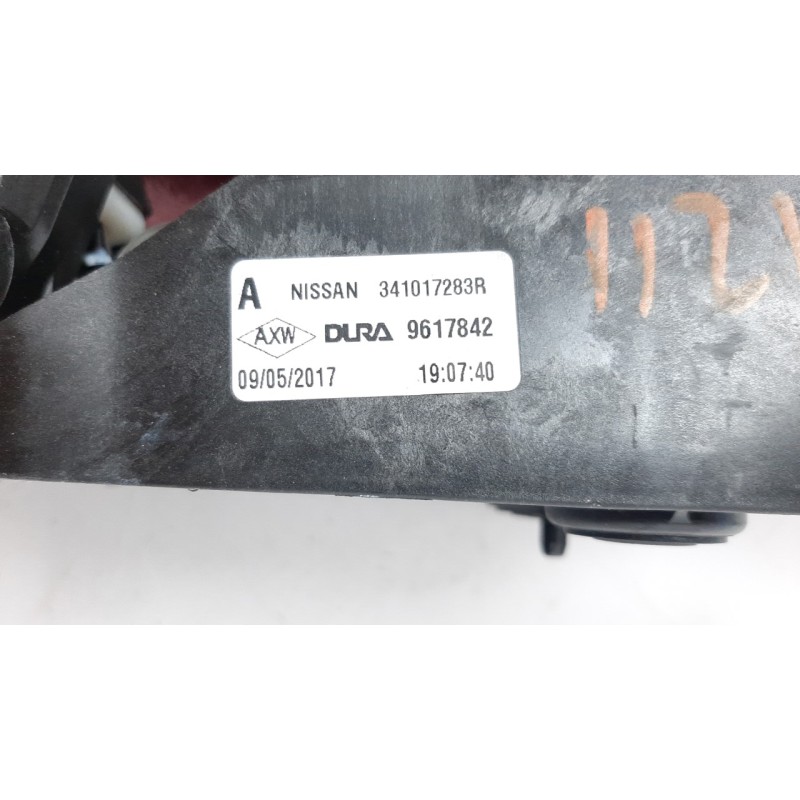 A NISSAN 341017283R
AXW DURA 9617842
09/05/2017 19:07:40